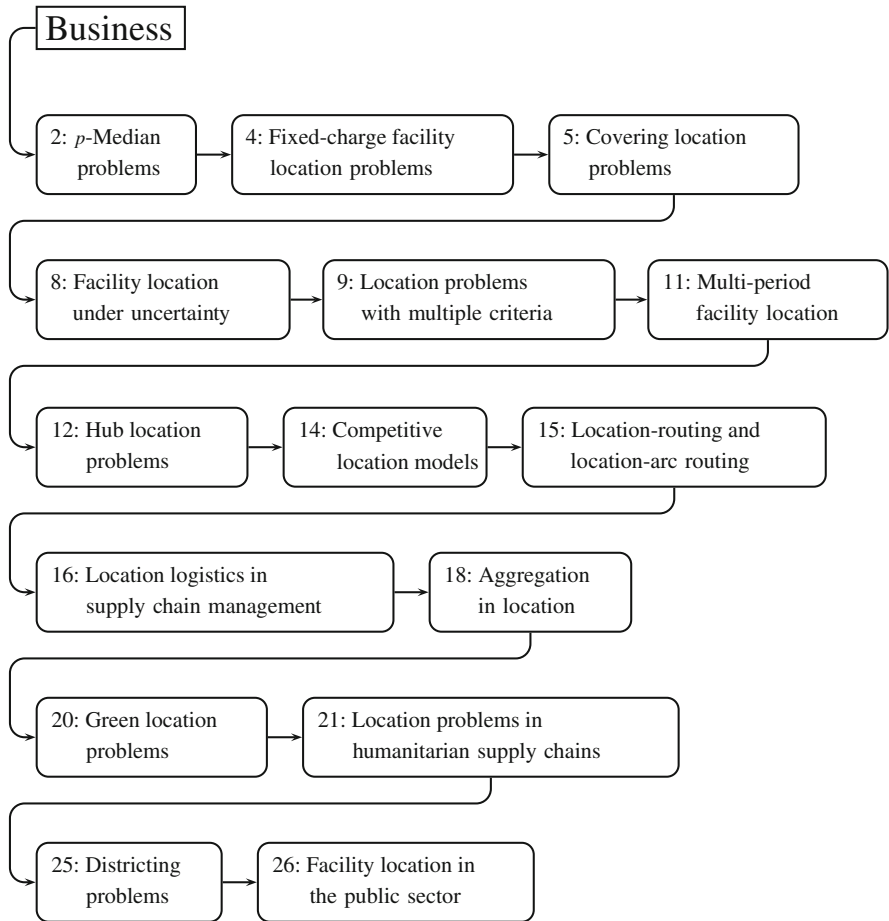 Business
2: p-Median
problems
4: Fixed-charge facility
location problems
5: Covering location
problems
8: Facility location
under uncertainty
9: Location problems
with multiple criteria
11: Multi-period
facility location
12: Hub location
problems
14: Competitive
location models
15: Location-routing and
location-arc routing
16: Location logistics in
supply chain management
18: Aggregation
in location
20: Green location
problems
21: Location problems in
humanitarian supply chains
25: Districting
problems
26: Facility location in
the public sector